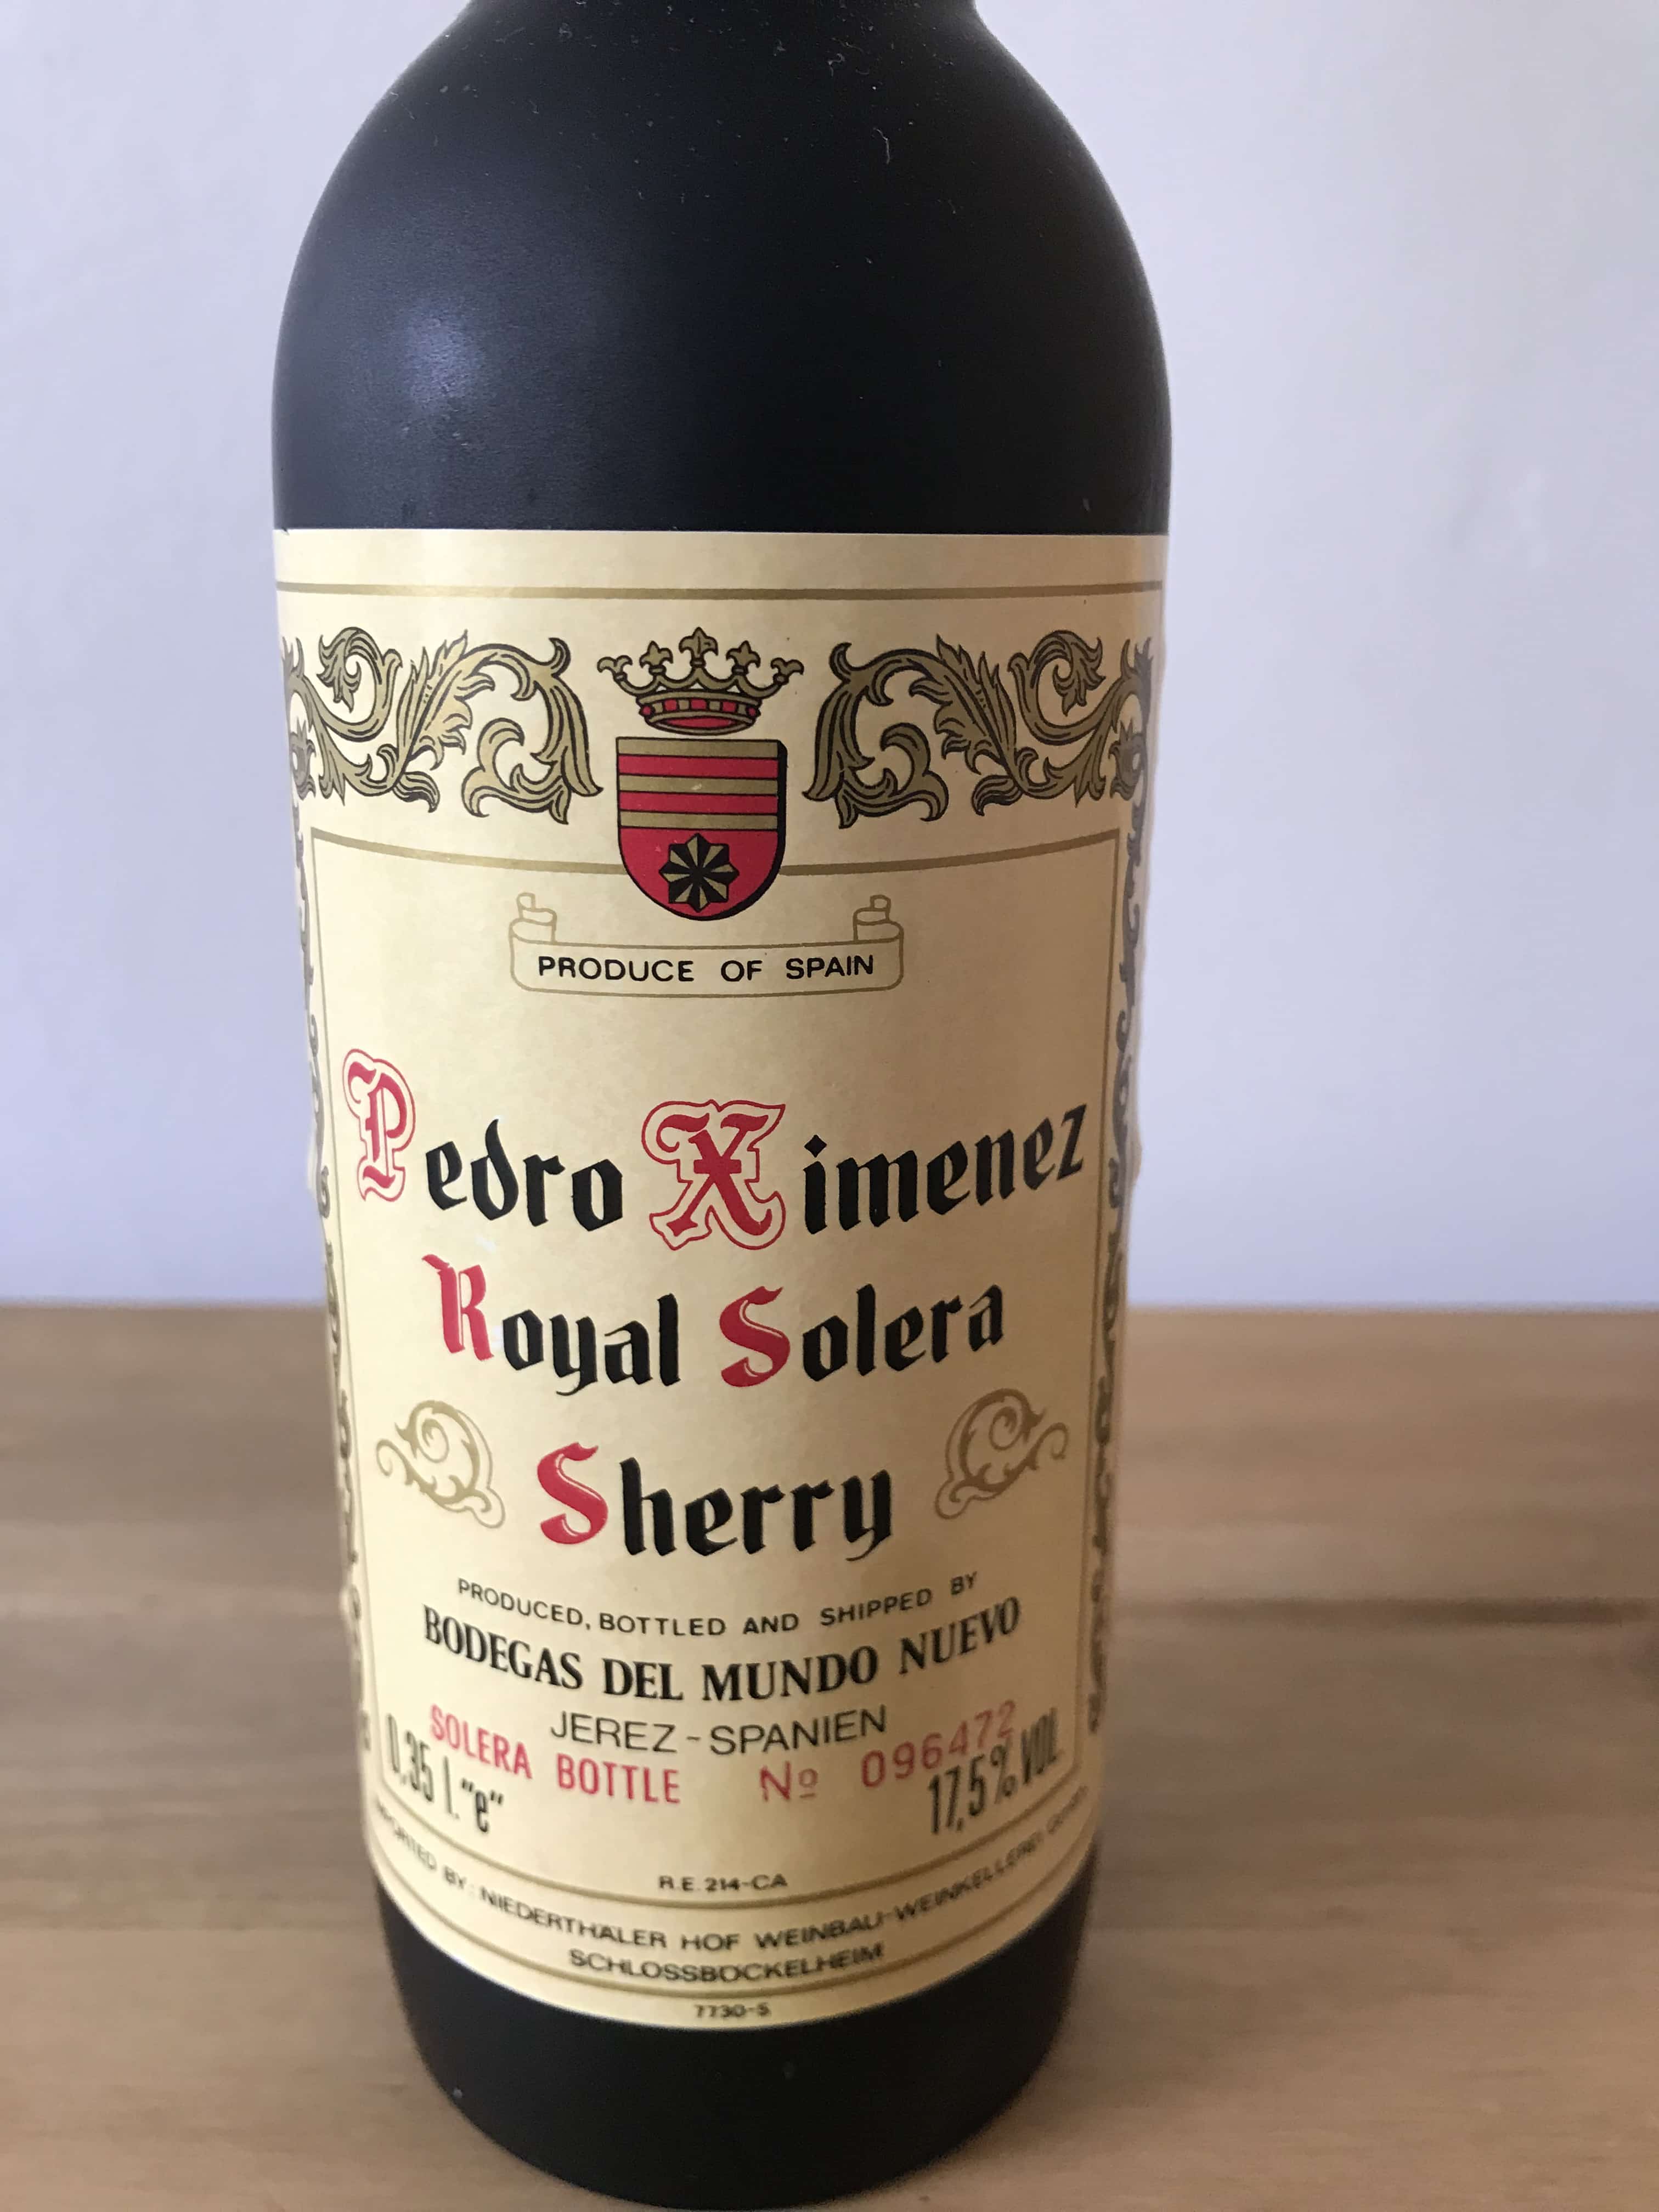 PRODUCE OF SPAIN
Pedro Ximenez
Royal Solera
Sherry
PRODUCED, BOTTLED AND SHIPPED BY
BODEGAS DEL MUNDO NUEVO
JEREZ-SPANIEN
SOLERA BOTTLE Nº 096472
0,35 l. "e" 17,5% VOL.
R.E. 214-CA
IMPORTED BY: NIEDERTHÄLER HOF WEINBAU-WEINKELLEREI GMBH
SCHLOSSBÖCKELHEIM
7730-5